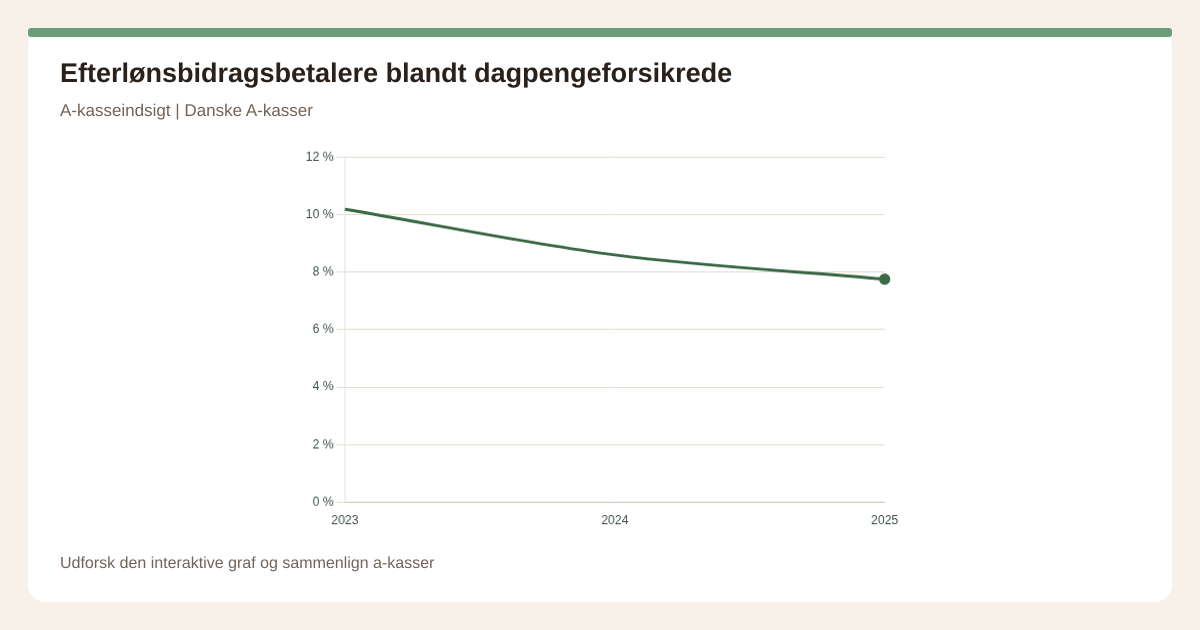 Efterlønsbidragsbetalere blandt dagpengeforsikrede
A-kasseindsigt | Danske A-kasser
12 %
10 %
8 %
6 %
4 %
2 %
0 %
2023 2024 2025
Udforsk den interaktive graf og sammenlign a-kasser